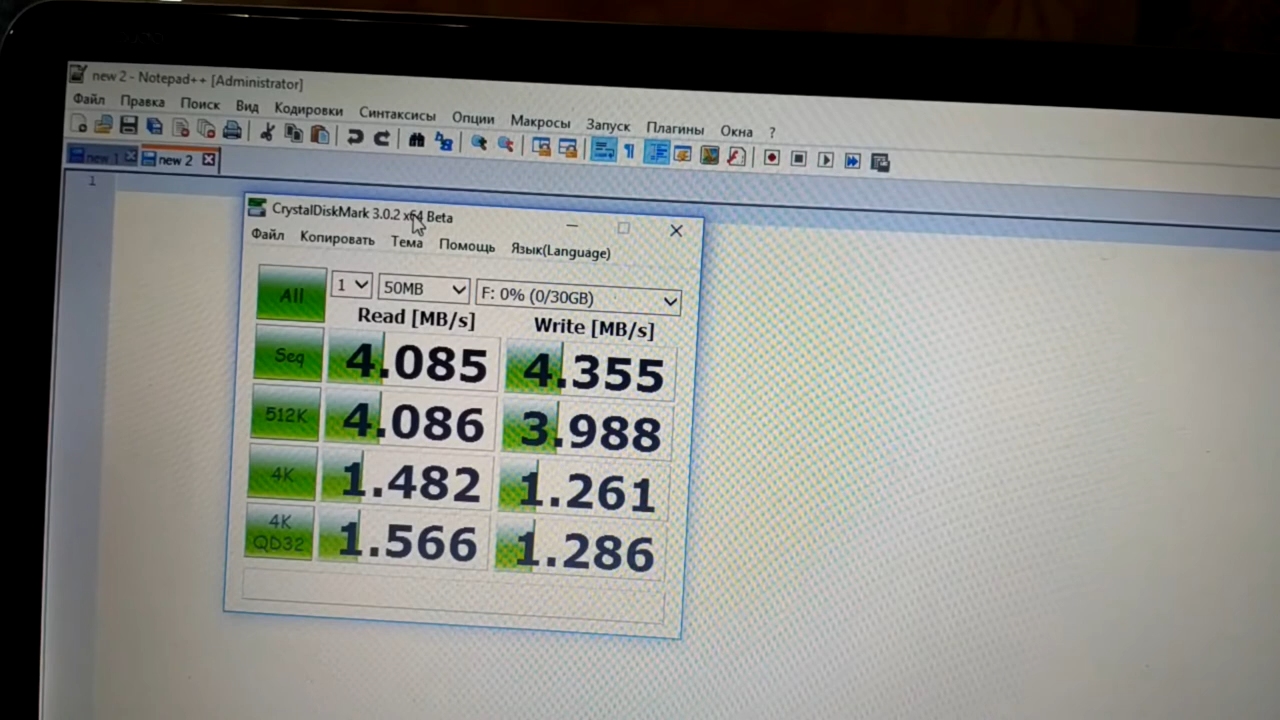 new 2 - Notepad++ [Administrator]
Файл Правка Поиск Вид Кодировки Синтаксисы Опции Макросы Запуск Плагины Окна ?
new 1 new 2
1
CrystalDiskMark 3.0.2 x64 Beta
Файл Копировать Тема Помощь Язык(Language)
All 1 50MB F: 0% (0/30GB)
Read [MB/s] Write [MB/s]
Seq 4.085 4.355
512K 4.086 3.988
4K 1.482 1.261
4K QD32 1.566 1.286